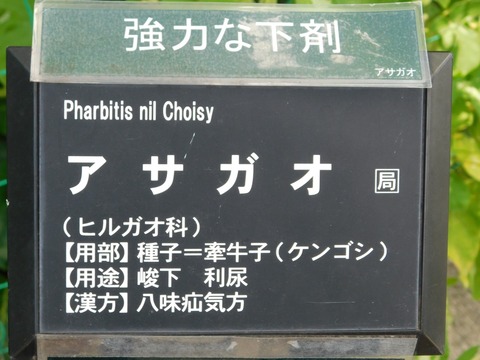 強力な下剤
アサガオ
Pharbitis nil Choisy
アサガオ 局
(ヒルガオ科)
【用部】種子=牽牛子(ケンゴシ)
【用途】峻下 利尿
【漢方】八味疝気方